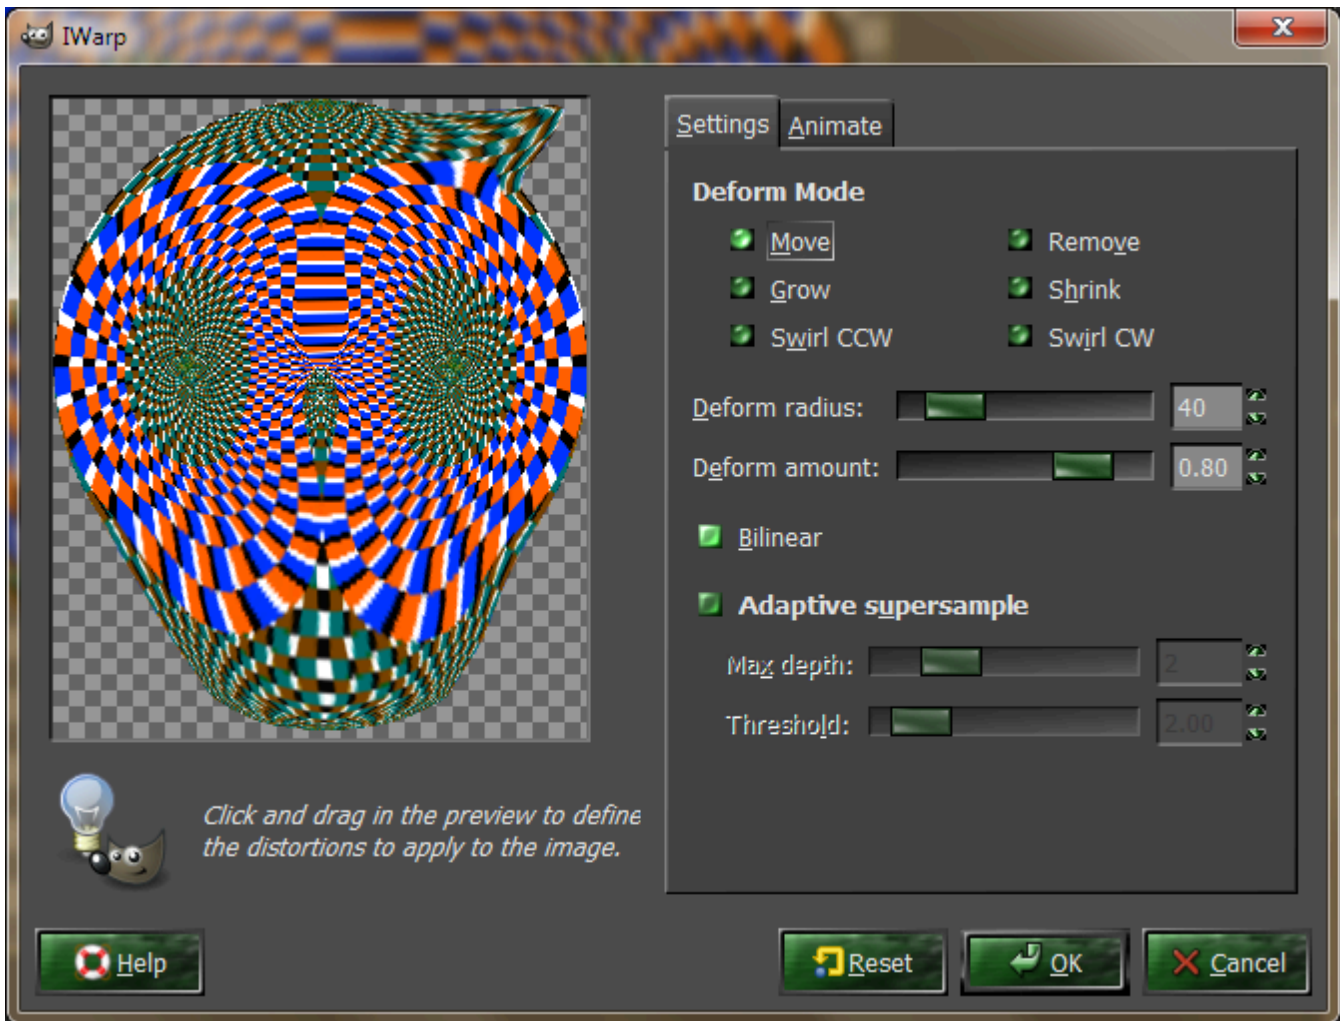 IWarp
Settings Animate
Deform Mode
Move Remove
Grow Shrink
Swirl CCW Swirl CW
Deform radius: 40
Deform amount: 0.80
Bilinear
Adaptive supersample
Max depth: 2
Threshold: 2.00
Click and drag in the preview to define
the distortions to apply to the image.
Help Reset OK Cancel